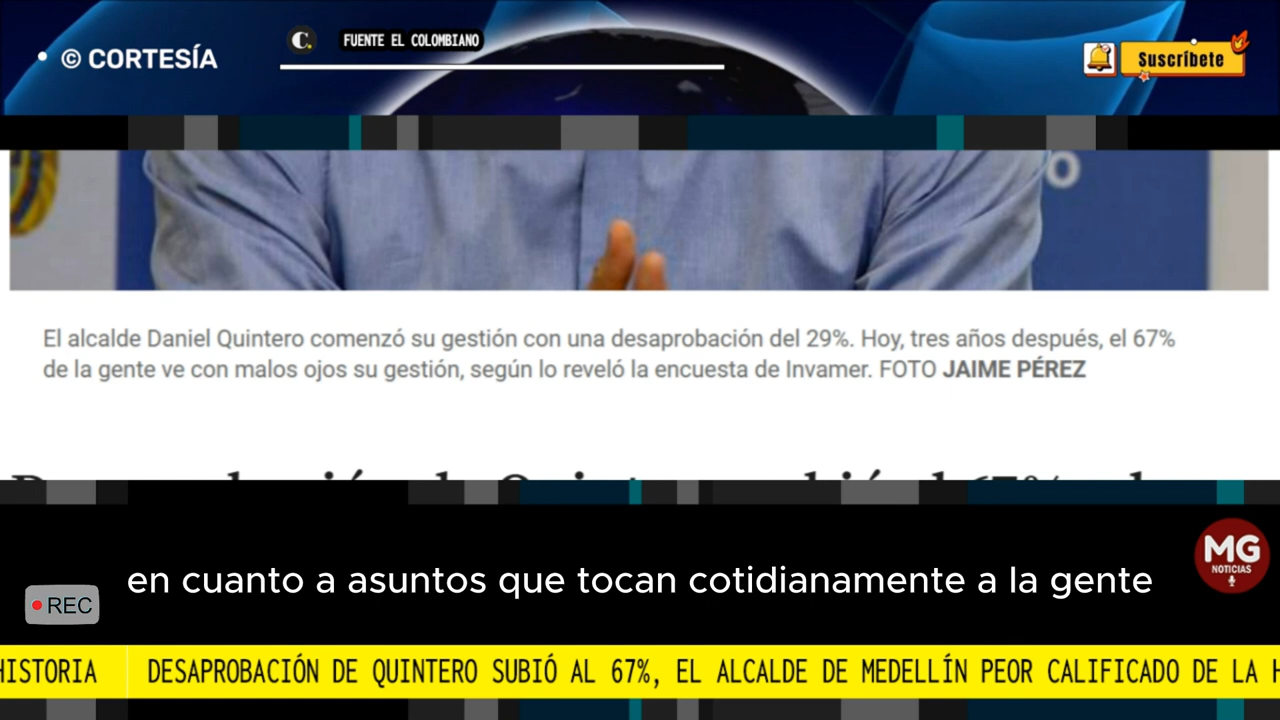 © CORTESÍA
C.
FUENTE EL COLOMBIANO
Suscríbete
O
El alcalde Daniel Quintero comenzó su gestión con una desaprobación del 29%. Hoy, tres años después, el 67%
de la gente ve con malos ojos su gestión, según lo reveló la encuesta de Invamer. FOTO JAIME PÉREZ
en cuanto a asuntos que tocan cotidianamente a la gente
REC
MG
NOTICIAS
HISTORIA DESAPROBACIÓN DE QUINTERO SUBIÓ AL 67%, EL ALCALDE DE MEDELLÍN PEOR CALIFICADO DE LA H